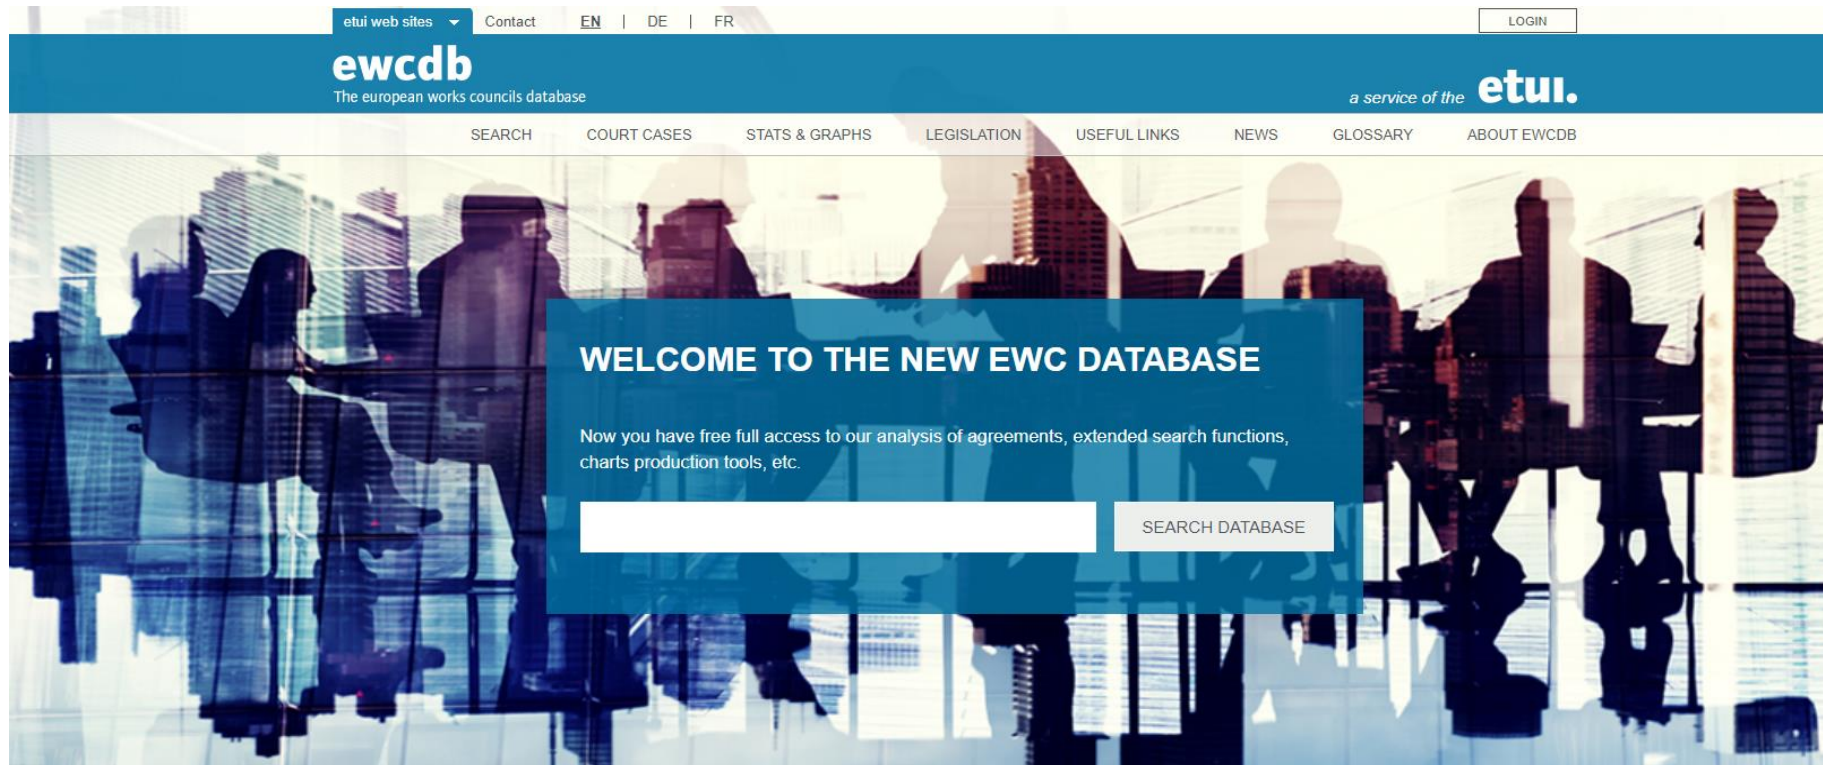 etui web sites Contact EN | DE | FR LOGIN
ewcdb
The european works councils database
a service of the etui.
SEARCH COURT CASES STATS & GRAPHS LEGISLATION USEFUL LINKS NEWS GLOSSARY ABOUT EWCDB
WELCOME TO THE NEW EWC DATABASE
Now you have free full access to our analysis of agreements, extended search functions,
charts production tools, etc.
SEARCH DATABASE